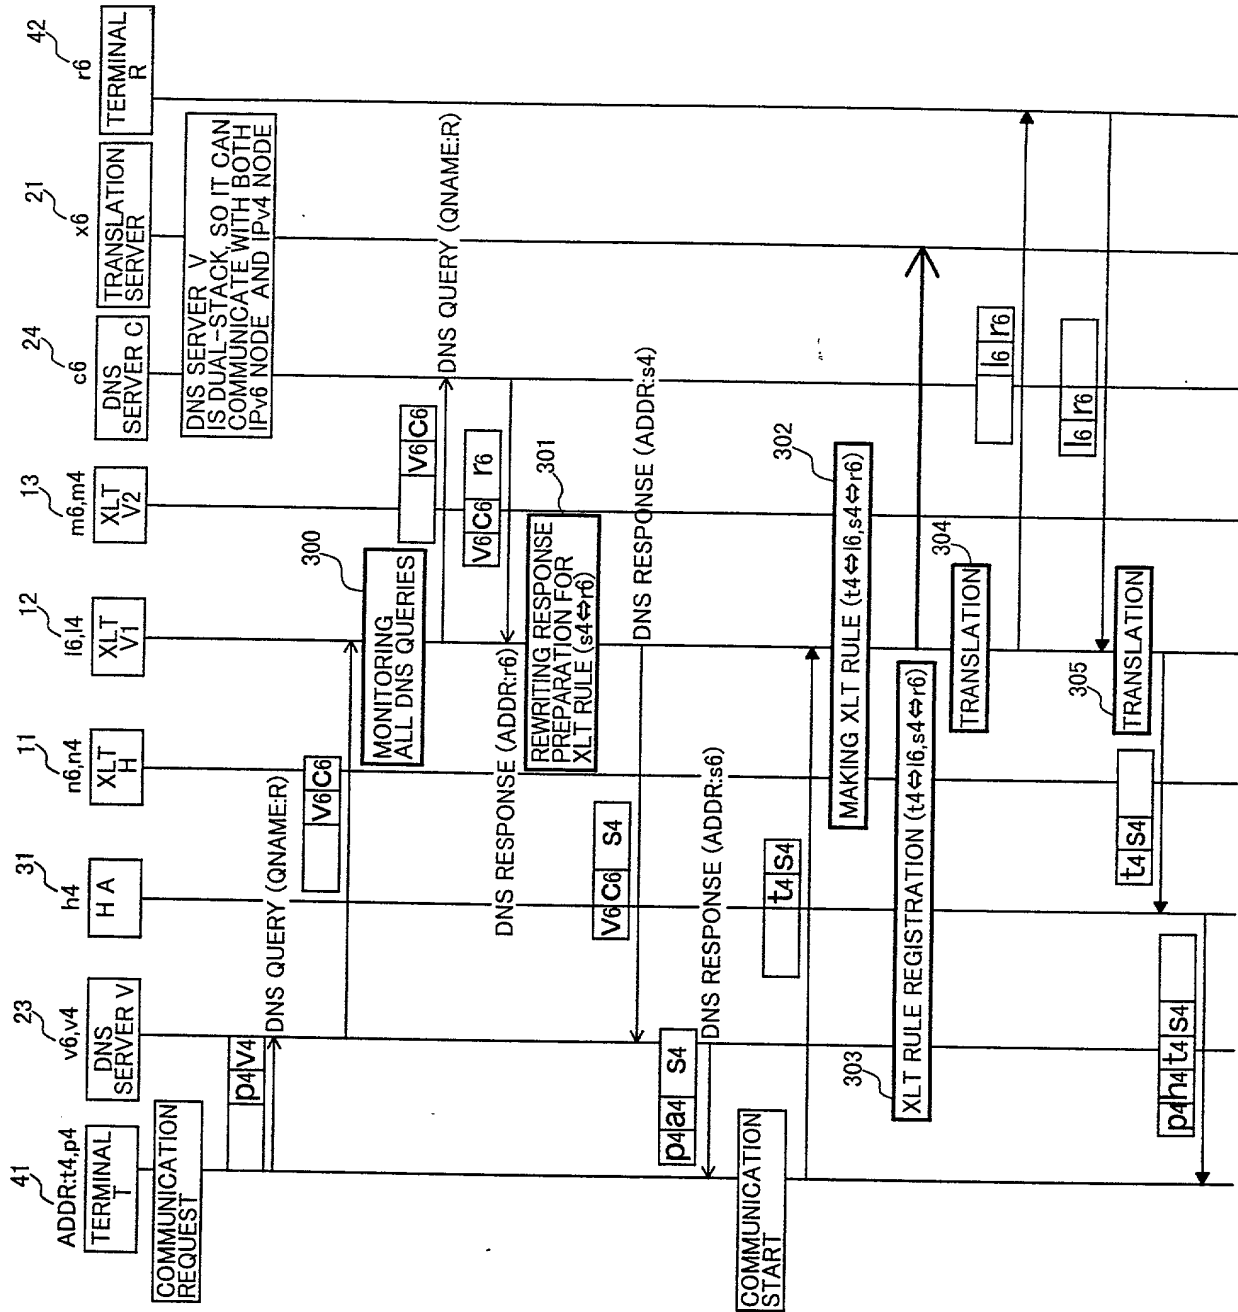 41
ADDR:t4,p4
TERMINAL
T
23
v6,v4
DNS
SERVER V
31
h4
H A
11
n6,n4
XLT
H
12
l6,l4
XLT
V1
13
m6,m4
XLT
V2
24
c6
DNS
SERVER C
21
x6
TRANSLATION
SERVER
42
r6
TERMINAL
R
COMMUNICATION
REQUEST
DNS SERVER V
IS DUAL-STACK, SO IT CAN
COMMUNICATE WITH BOTH
IPv6 NODE AND IPv4 NODE
p4 v4
DNS QUERY (QNAME:R)
V6 C6
300
MONITORING
ALL DNS QUERIES
V6 C6
DNS QUERY (QNAME:R)
V6 C6 r6
DNS RESPONSE (ADDR:r6)
301
REWRITING RESPONSE
PREPARATION FOR
XLT RULE (s4⇔r6)
V6 C6 S4
DNS RESPONSE (ADDR:s4)
p4 a4 S4
DNS RESPONSE (ADDR:s6)
COMMUNICATION
START
t4 S4
302
MAKING XLT RULE (t4⇔l6,s4⇔r6)
303
XLT RULE REGISTRATION (t4⇔l6,s4⇔r6)
304
TRANSLATION
l6 r6
l6 r6
305
TRANSLATION
t4 S4
p4 h4 t4 S4